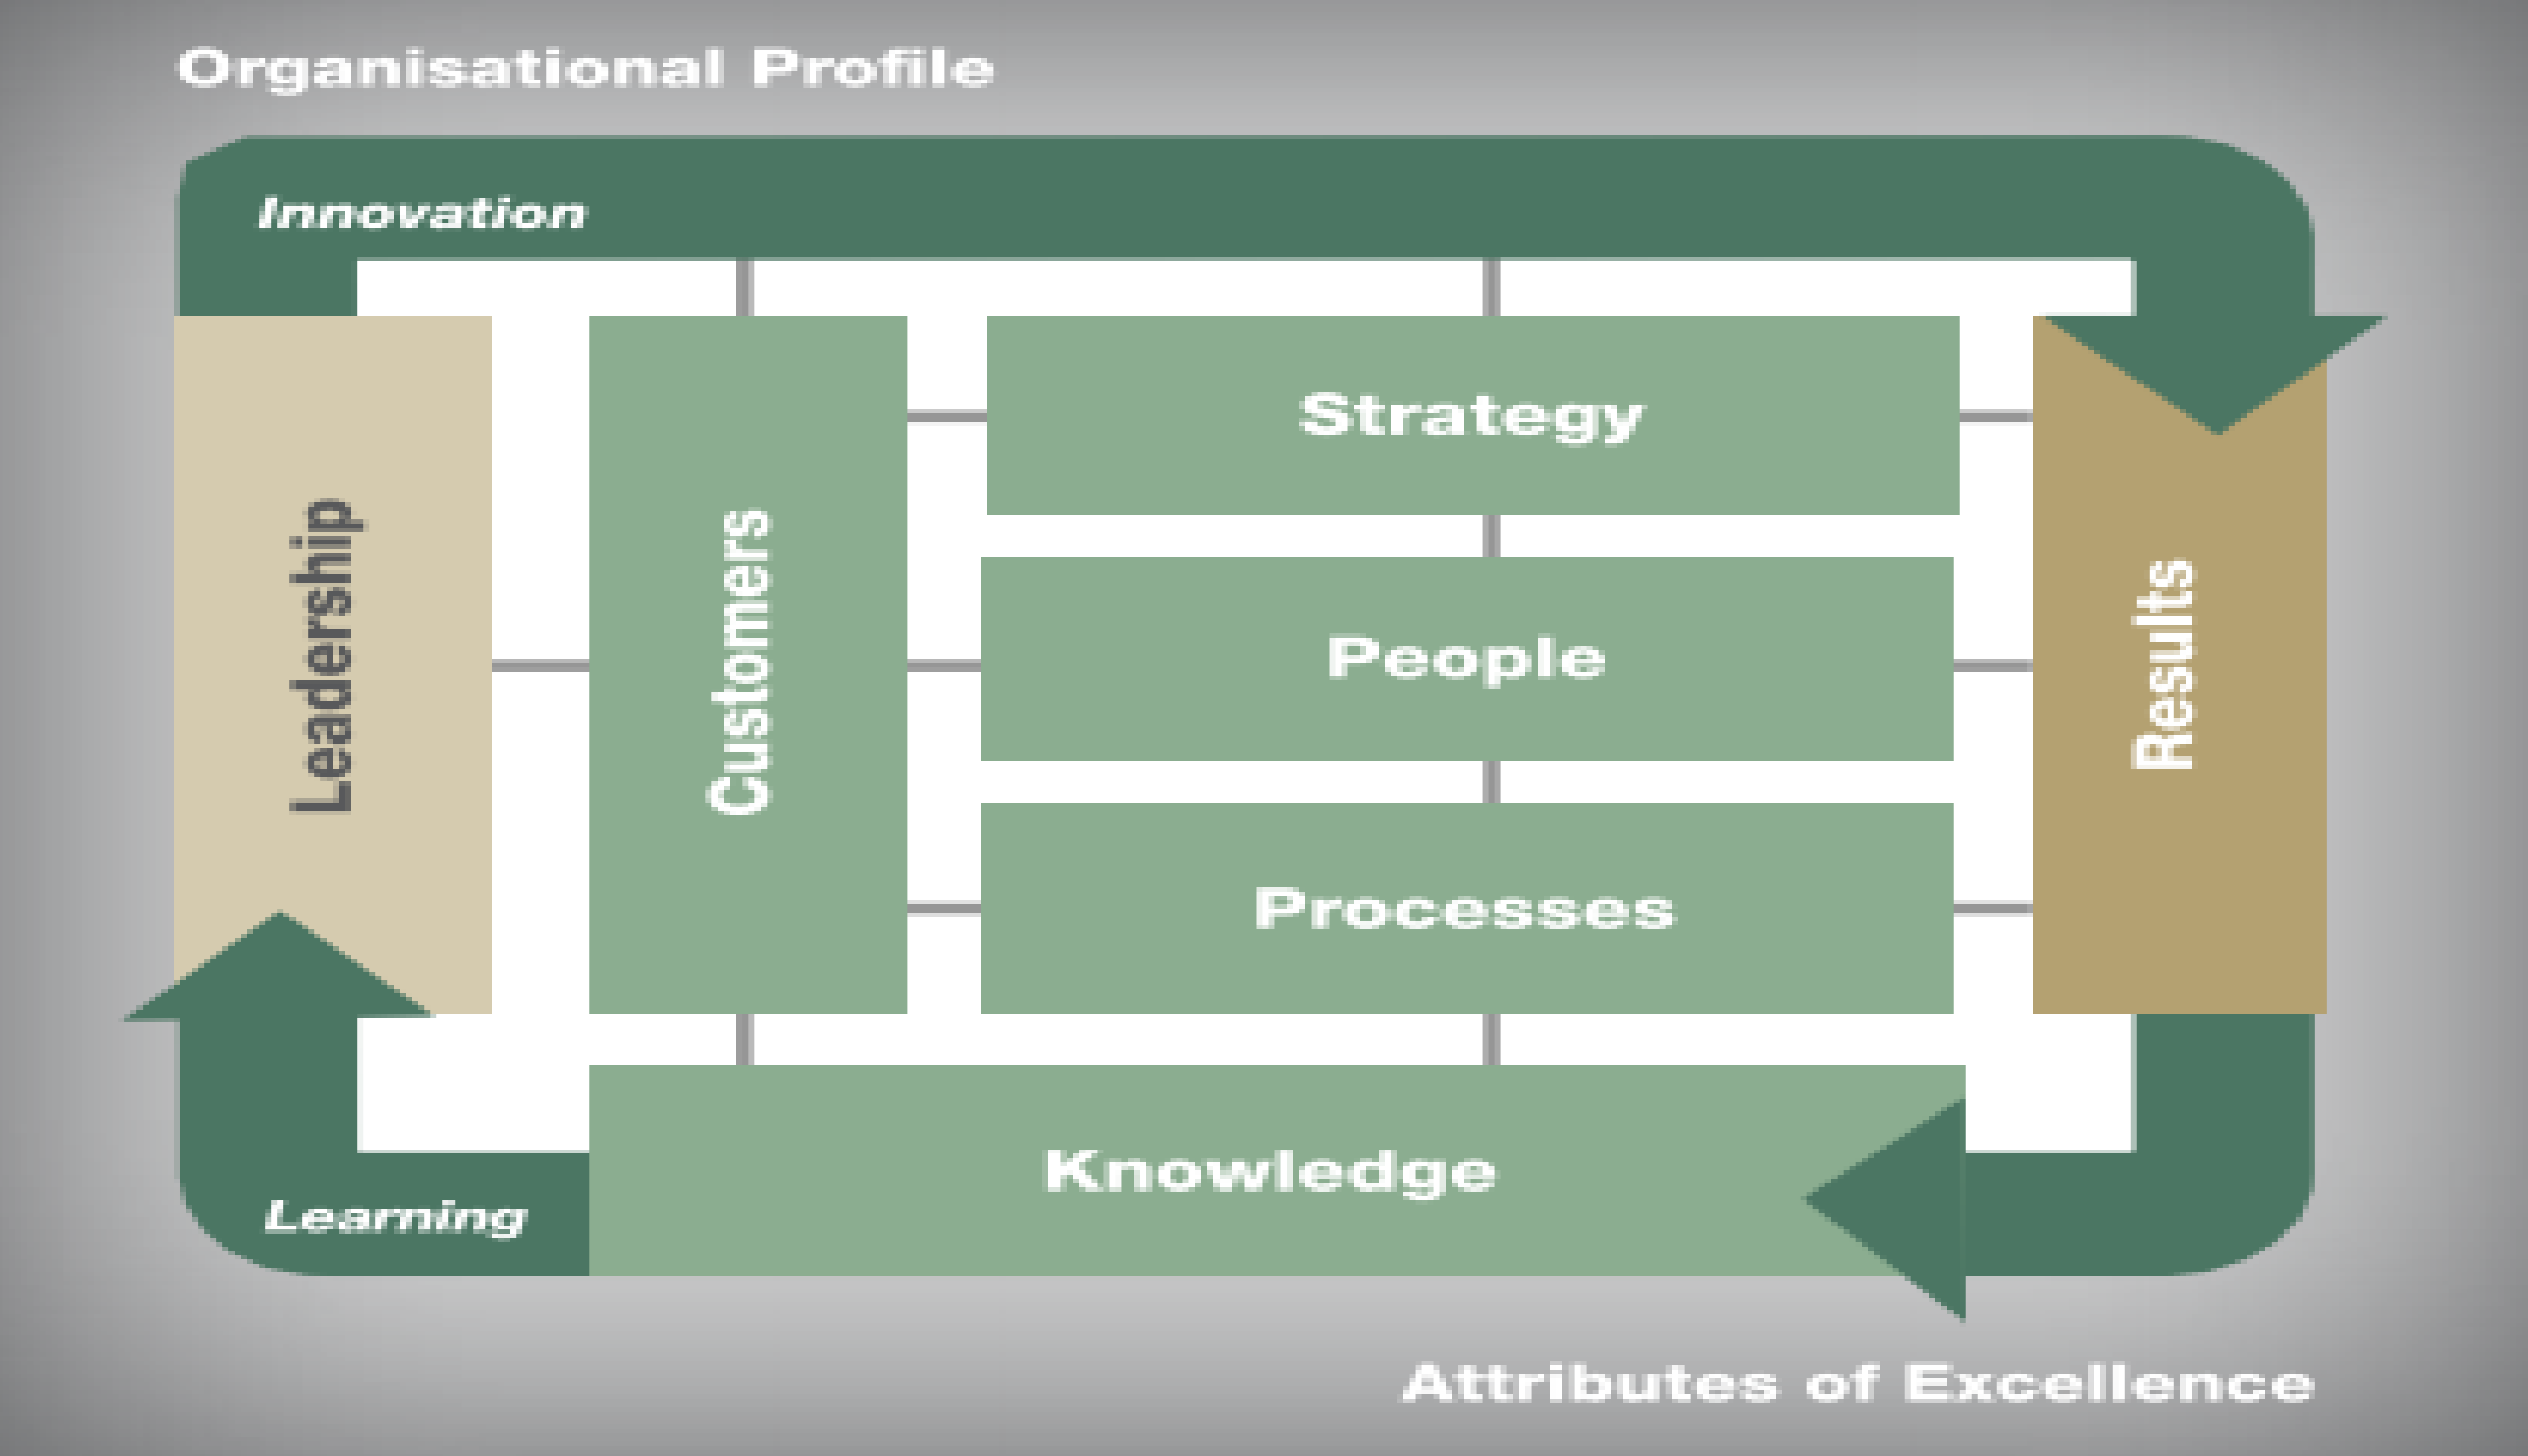 Organisational Profile
Innovation
Leadership
Customers
Strategy
People
Processes
Results
Knowledge
Learning
Attributes of Excellence